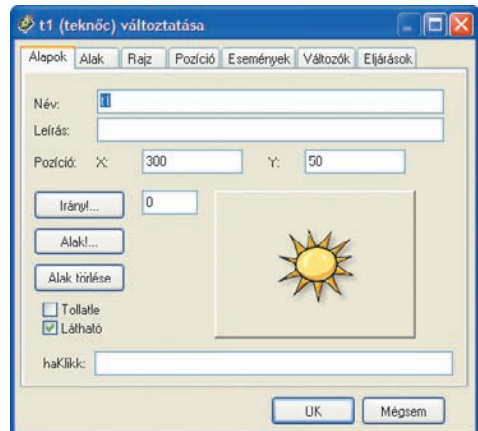 t1 (teknőc) változtatása
Alapok Alak Rajz Pozíció Események Változók Eljárások
Név: t1
Leírás:
Pozíció: X: 300 Y: 50
Irány!... 0
Alak!...
Alak törlése
Tollatle
Látható
haKlikk:
OK Mégsem